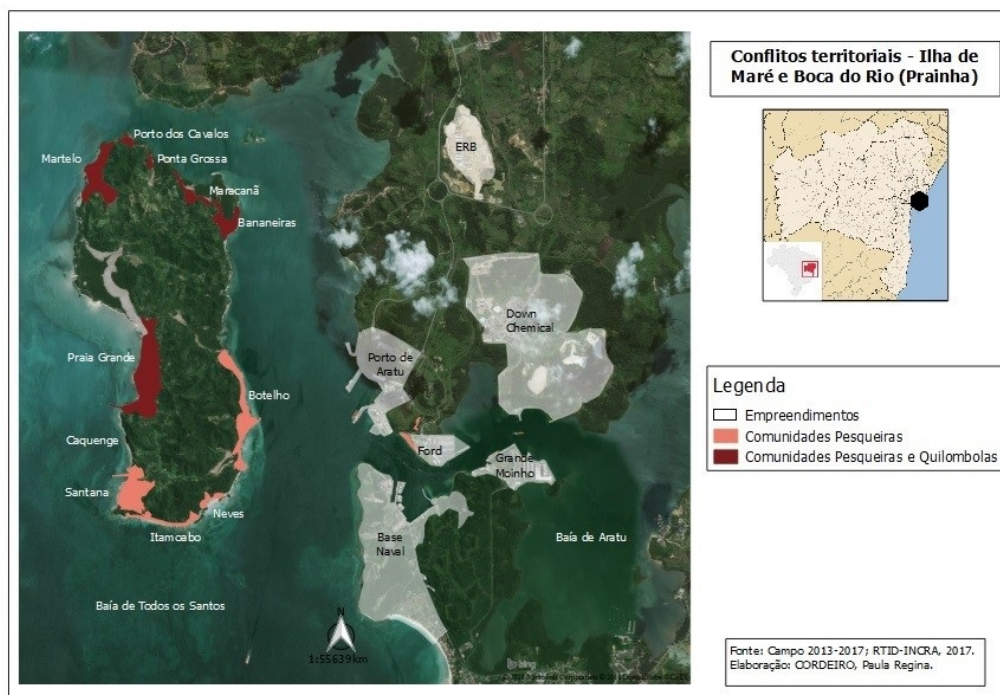 Conflitos territoriais - Ilha de
Maré e Boca do Rio (Prainha)
Porto dos Cavalos
Martelo
Ponta Grossa
Maracanã
Bananeiras
ERB
Down
Chemical
Praia Grande
Porto de
Aratu
Botelho
Caquenge
Ford
Grande
Moinho
Santana
Neves
Itamoabo
Base
Naval
Baía de Aratu
Baía de Todos os Santos
N
1:55639km
bing
Legenda
Empreendimentos
Comunidades Pesqueiras
Comunidades Pesqueiras e Quilombolas
Fonte: Campo 2013-2017; RTID-INCRA, 2017.
Elaboração: CORDEIRO, Paula Regina.